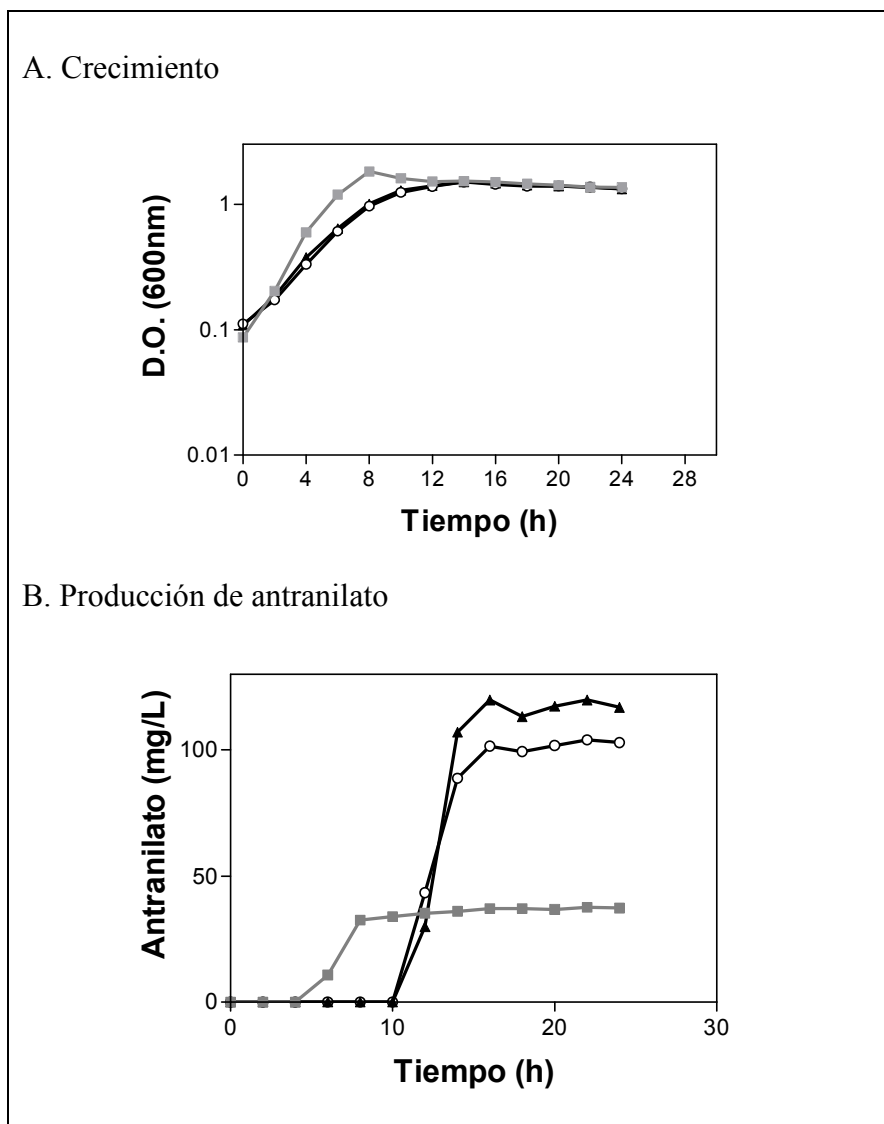 A. Crecimiento
D.O. (600nm)
1
0.1
0.01
0 4 8 12 16 20 24 28
Tiempo (h)
B. Producción de antranilato
Antranilato (mg/L)
100
50
0
0 10 20 30
Tiempo (h)